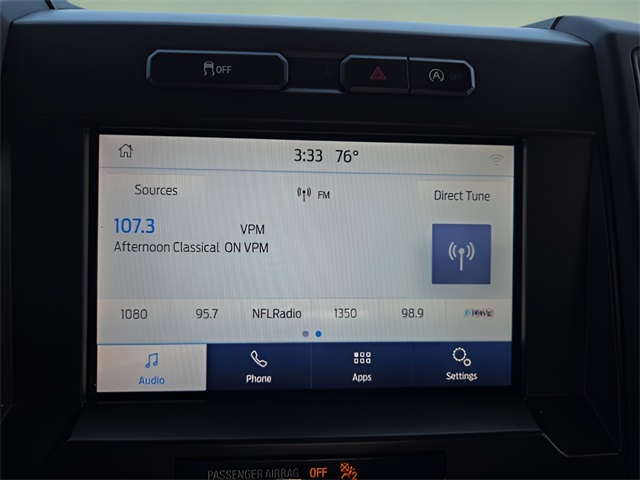 OFF
OFF
3:33 76°
Sources
FM
Direct Tune
107.3 VPM
Afternoon Classical ON VPM
1080 95.7 NFLRadio 1350 98.9
Audio Phone Apps Settings
PASSENGER AIRBAG OFF
2